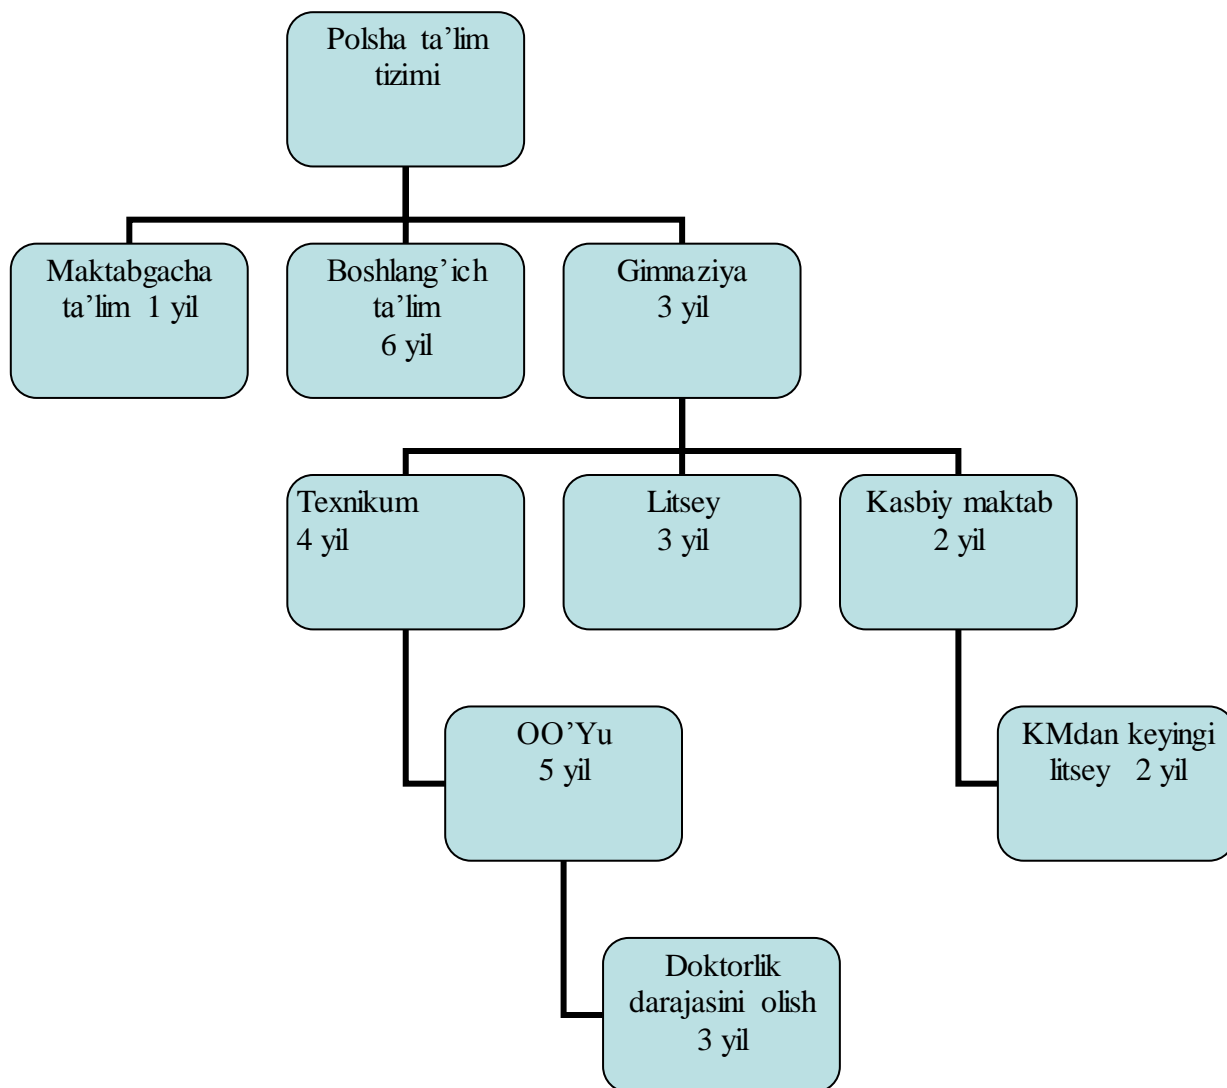 Polsha ta’lim
tizimi
Maktabgacha
ta’lim 1 yil
Boshlang’ich
ta’lim
6 yil
Gimnaziya
3 yil
Texnikum
4 yil
Litsey
3 yil
Kasbiy maktab
2 yil
OO’Yu
5 yil
KMdan keyingi
litsey 2 yil
Doktorlik
darajasini olish
3 yil